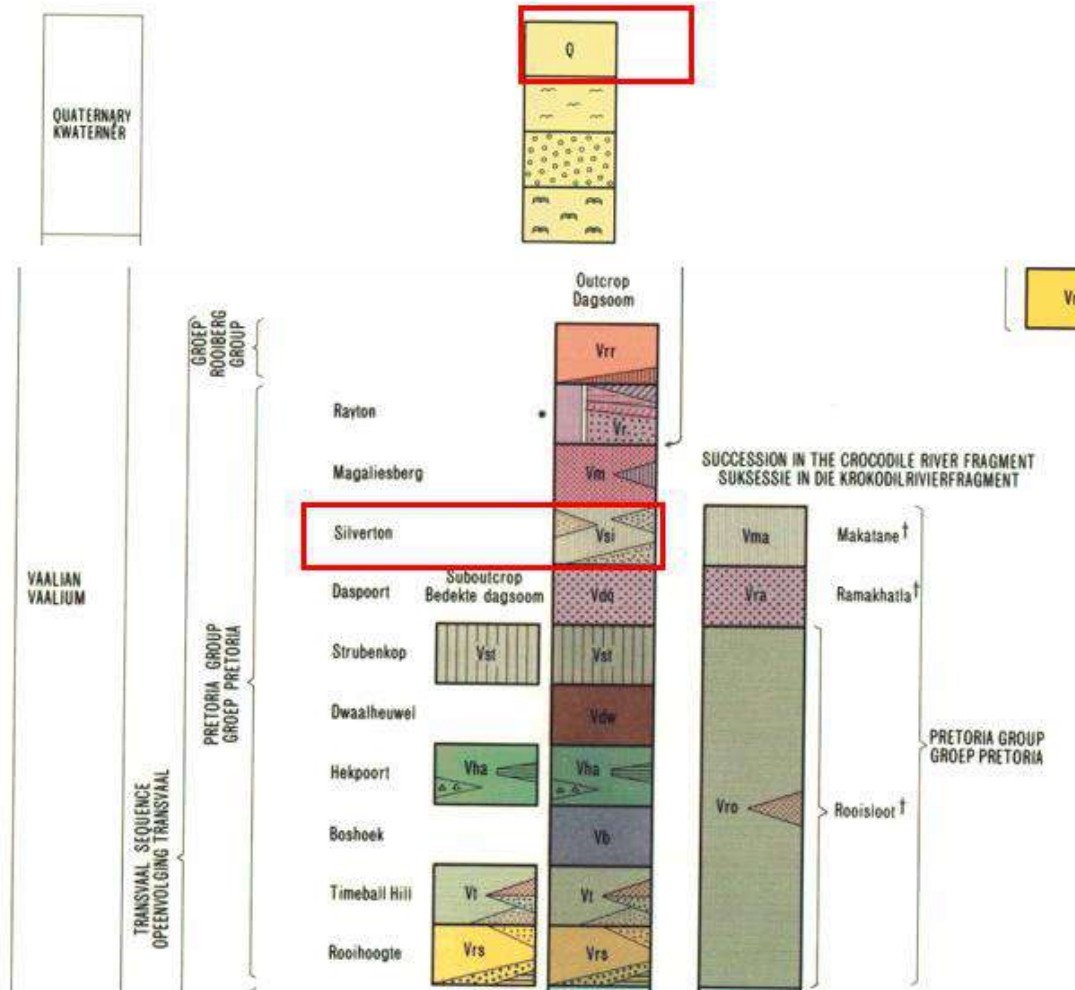 Q
QUATERNARY
KWATERNÊR
Outcrop
Dagsoom
GROEP
ROOIBERG
GROUP
Vrr
Rayton
Vr
Magaliesberg
Vm
SUCCESSION IN THE CROCODILE RIVER FRAGMENT
SUKSESSIE IN DIE KROKODILRIVIERFRAGMENT
Silverton
Vsi
Vma
Makatane †
VAALIAN
VAALIUM
Suboutcrop
Bedekte dagsoom
Daspoort
Vdq
Vra
Ramakhatla †
Strubenkop
Vst
Vst
PRETORIA GROUP
GROEP PRETORIA
Dwaalheuwel
Vdw
PRETORIA GROUP
GROEP PRETORIA
Hekpoort
Vha
Vha
Vro
Rooisloot †
Boshoek
Vb
TRANSVAAL SEQUENCE
OPEENVOLGING TRANSVAAL
Timeball Hill
Vt
Vt
Rooihoogte
Vrs
Vrs